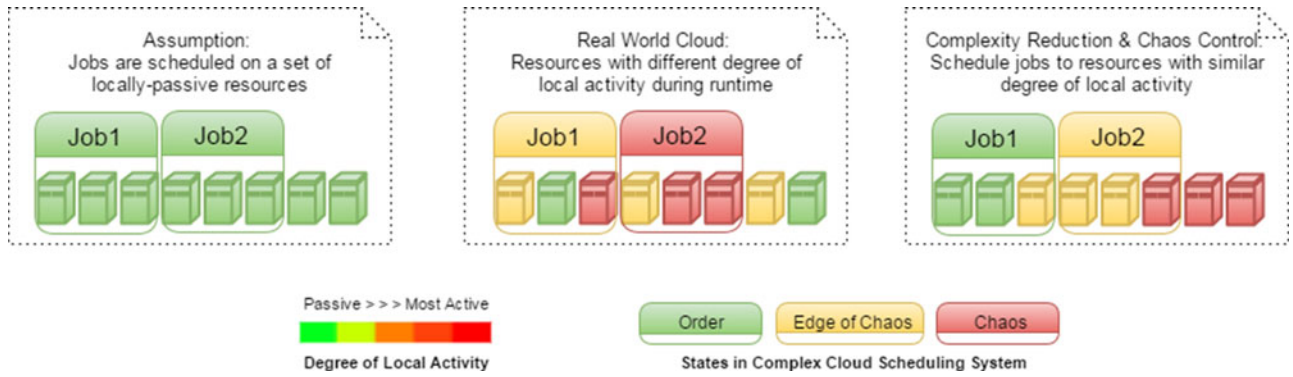 Assumption:
Jobs are scheduled on a set of
locally-passive resources
Job1
Job2
Real World Cloud:
Resources with different degree of
local activity during runtime
Job1
Job2
Complexity Reduction & Chaos Control:
Schedule jobs to resources with similar
degree of local activity
Job1
Job2
Passive > > > Most Active
Degree of Local Activity
Order
Edge of Chaos
Chaos
States in Complex Cloud Scheduling System